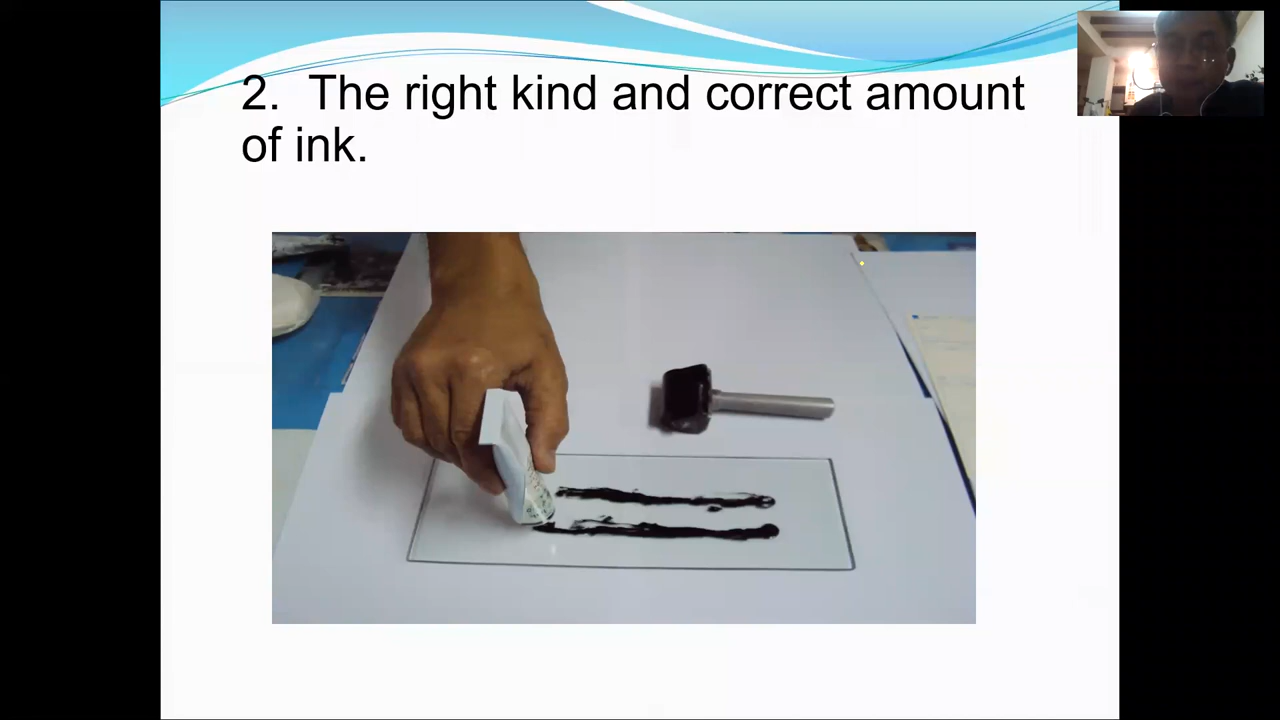 2. The right kind and correct amount
of ink.